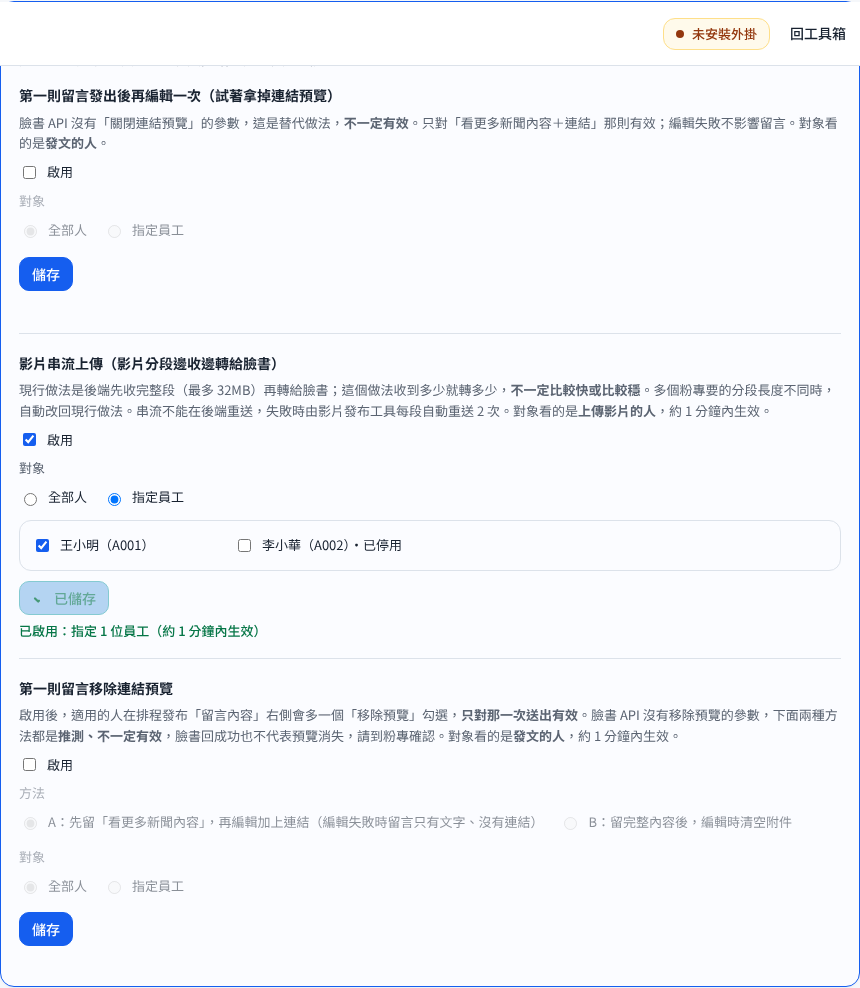 未安裝外掛
回工具箱
第一則留言發出後再編輯一次（試著拿掉連結預覽）
臉書 API 沒有「關閉連結預覽」的參數，這是替代做法，不一定有效。只對「看更多新聞內容＋連結」那則有效；編輯失敗不影響留言。對象看
的是發文的人。
啟用
對象
全部人 指定員工
儲存
影片串流上傳（影片分段邊收邊轉給臉書）
現行做法是後端先收完整段（最多 32MB）再轉給臉書；這個做法收到多少就轉多少，不一定比較快或比較穩。多個粉專要的分段長度不同時，
自動改回現行做法。串流不能在後端重送，失敗時由影片發布工具每段自動重送 2 次。對象看的是上傳影片的人，約 1 分鐘內生效。
啟用
對象
全部人 指定員工
王小明（A001） 李小華（A002）・已停用
已儲存
已啟用：指定 1 位員工（約 1 分鐘內生效）
第一則留言移除連結預覽
啟用後，適用的人在排程發布「留言內容」右側會多一個「移除預覽」勾選，只對那一次送出有效。臉書 API 沒有移除預覽的參數，下面兩種方
法都是推測、不一定有效，臉書回成功也不代表預覽消失，請到粉專確認。對象看的是發文的人，約 1 分鐘內生效。
啟用
方法
A：先留「看更多新聞內容」，再編輯加上連結（編輯失敗時留言只有文字、沒有連結） B：留完整內容後，編輯時清空附件
對象
全部人 指定員工
儲存